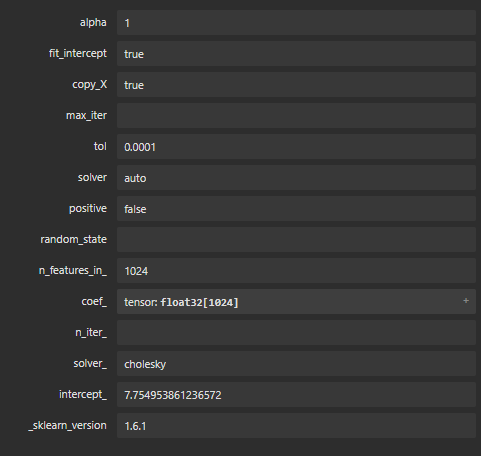 alpha 1
fit_intercept true
copy_X true
max_iter
tol 0.0001
solver auto
positive false
random_state
n_features_in_ 1024
coef_ tensor: float32[1024] +
n_iter_
solver_ cholesky
intercept_ 7.754953861236572
_sklearn_version 1.6.1